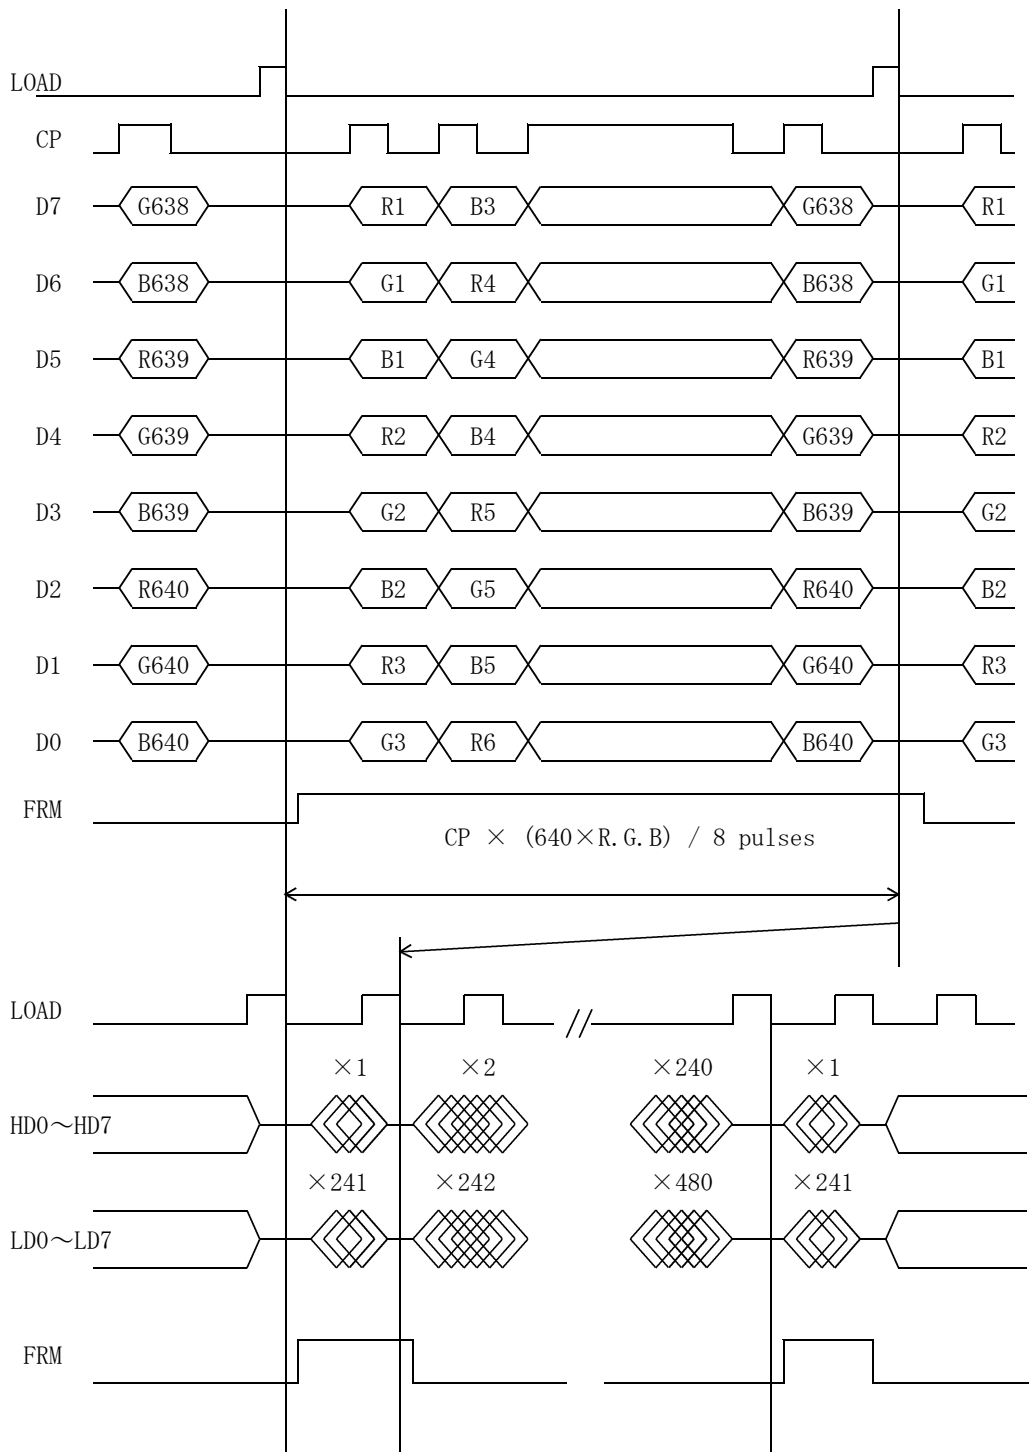 LOAD
CP
D7 G638 R1 B3 G638 R1
D6 B638 G1 R4 B638 G1
D5 R639 B1 G4 R639 B1
D4 G639 R2 B4 G639 R2
D3 B639 G2 R5 B639 G2
D2 R640 B2 G5 R640 B2
D1 G640 R3 B5 G640 R3
D0 B640 G3 R6 B640 G3
FRM
CP × (640×R.G.B) / 8 pulses
LOAD //
×1 ×2 ×240 ×1
HD0～HD7
×241 ×242 ×480 ×241
LD0～LD7
FRM